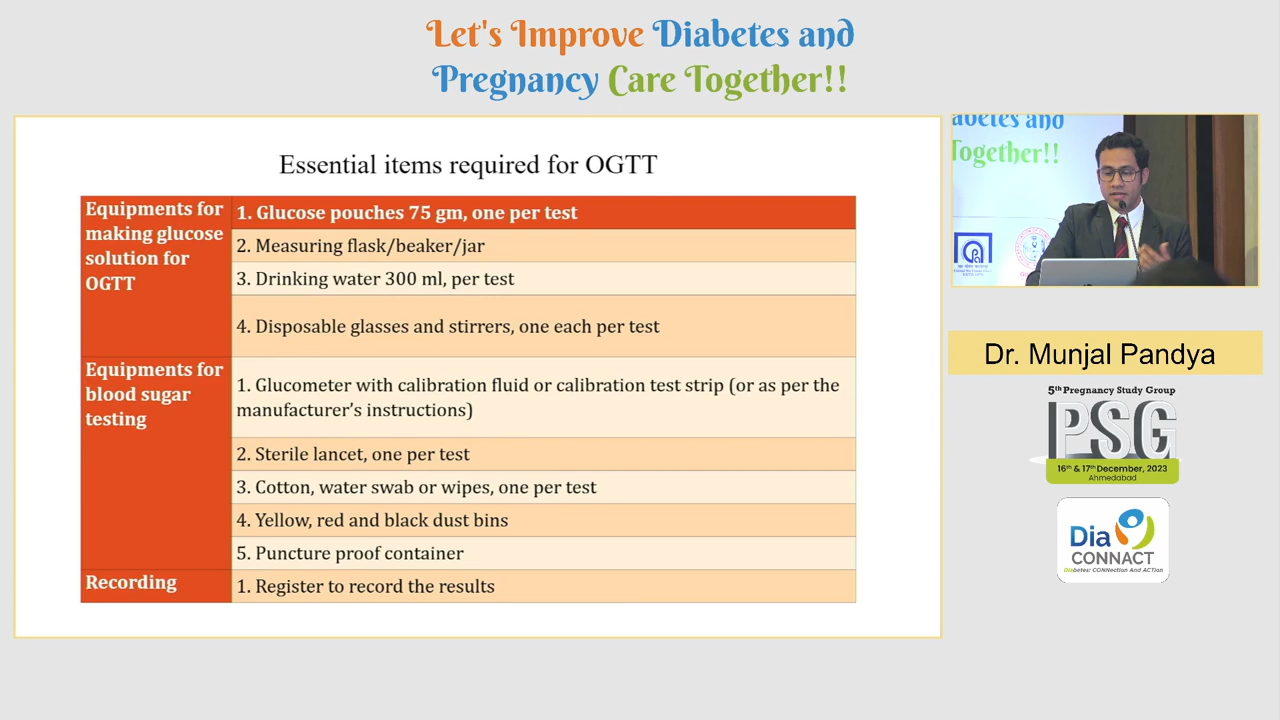 Let's Improve Diabetes and
Pregnancy Care Together!!
Essential items required for OGTT
Equipments for
making glucose
solution for
OGTT
1. Glucose pouches 75 gm, one per test
2. Measuring flask/beaker/jar
3. Drinking water 300 ml, per test
4. Disposable glasses and stirrers, one each per test
Equipments for
blood sugar
testing
1. Glucometer with calibration fluid or calibration test strip (or as per the
manufacturer's instructions)
2. Sterile lancet, one per test
3. Cotton, water swab or wipes, one per test
4. Yellow, red and black dust bins
5. Puncture proof container
Recording
1. Register to record the results
abetes and
Together!!
Dr. Munjal Pandya
5th Pregnancy Study Group
PSG
16th & 17th December, 2023
Ahmedabad
Dia
CONNACT
Diabetes: CONNection And ACTion